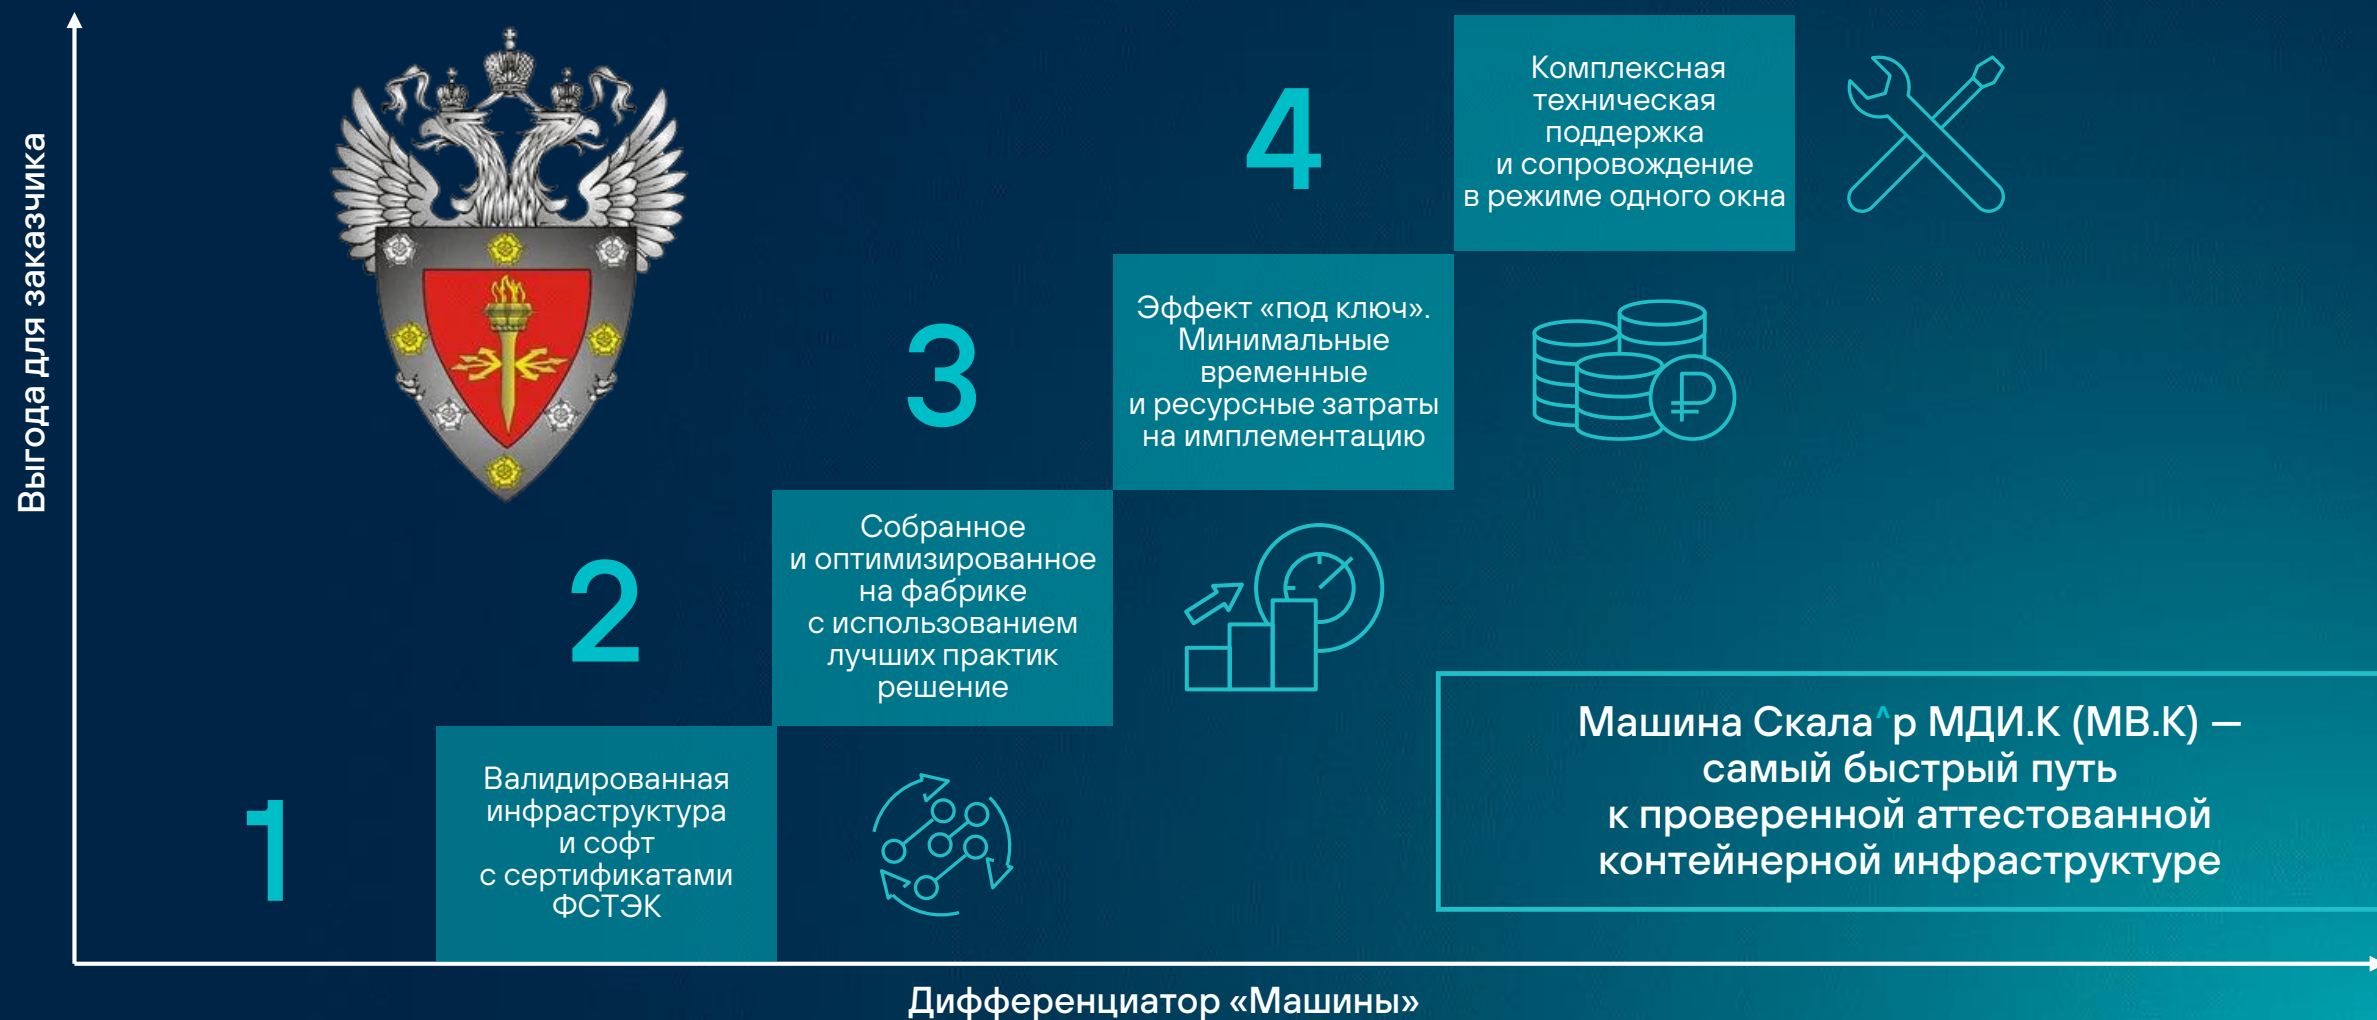 Выгода для заказчика
1
Валидированная
инфраструктура
и софт
с сертификатами
ФСТЭК
2
Собранное
и оптимизированное
на фабрике
с использованием
лучших практик
решение
3
Эффект «под ключ».
Минимальные
временные
и ресурсные затраты
на имплементацию
4
Комплексная
техническая
поддержка
и сопровождение
в режиме одного окна
Машина Скала^р МДИ.К (МВ.К) —
самый быстрый путь
к проверенной аттестованной
контейнерной инфраструктуре
Дифференциатор «Машины»